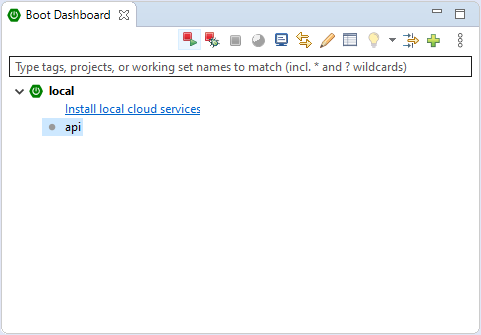 Boot Dashboard
Type tags, projects, or working set names to match (incl. * and ? wildcards)
local
Install local cloud services
api